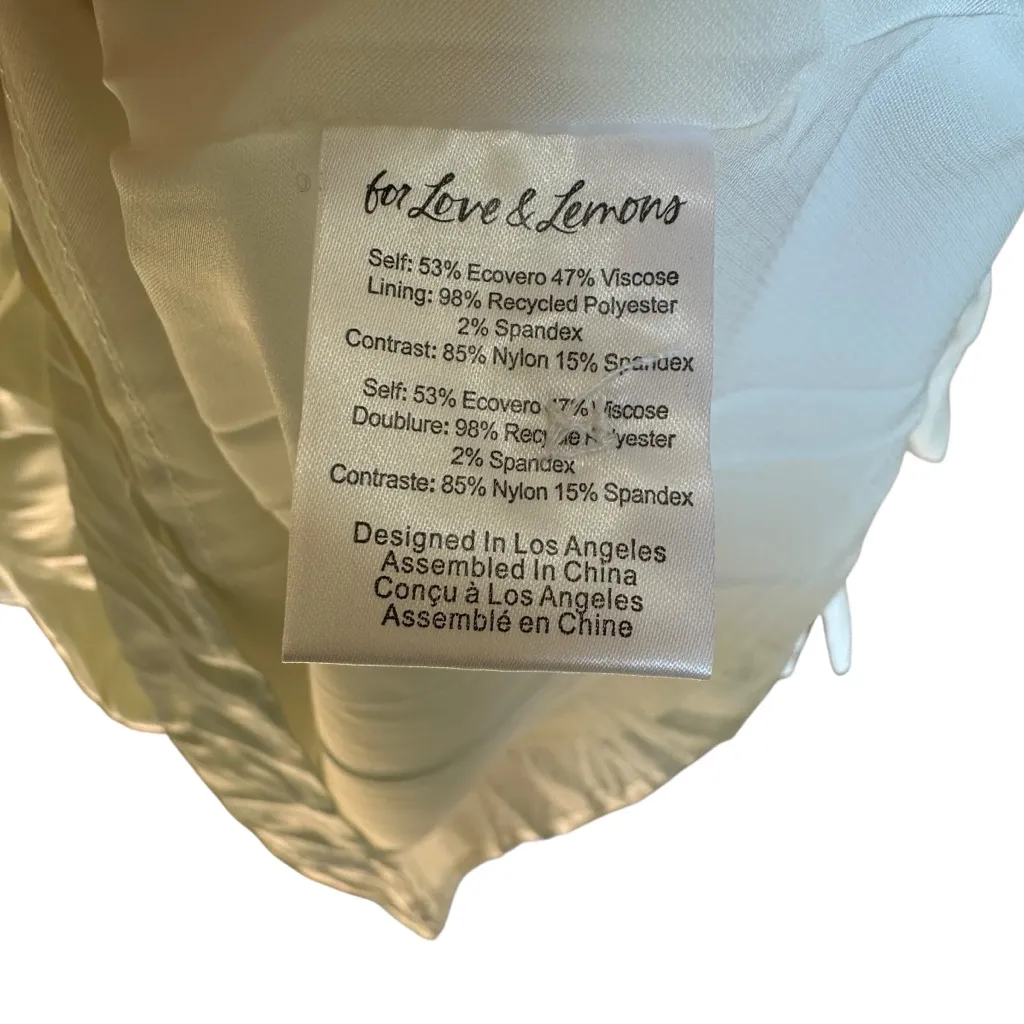 for Love & Lemons
Self: 53% Ecovero 47% Viscose
Lining: 98% Recycled Polyester
2% Spandex
Contrast: 85% Nylon 15% Spandex
Self: 53% Ecovero Viscose
Doublure: 98%
2% Spandex
Contraste: 85% Nylon 15% Spandex
Designed In Los Angeles
Assembled In China
Conçu à Los Angeles
Assemblé en Chine